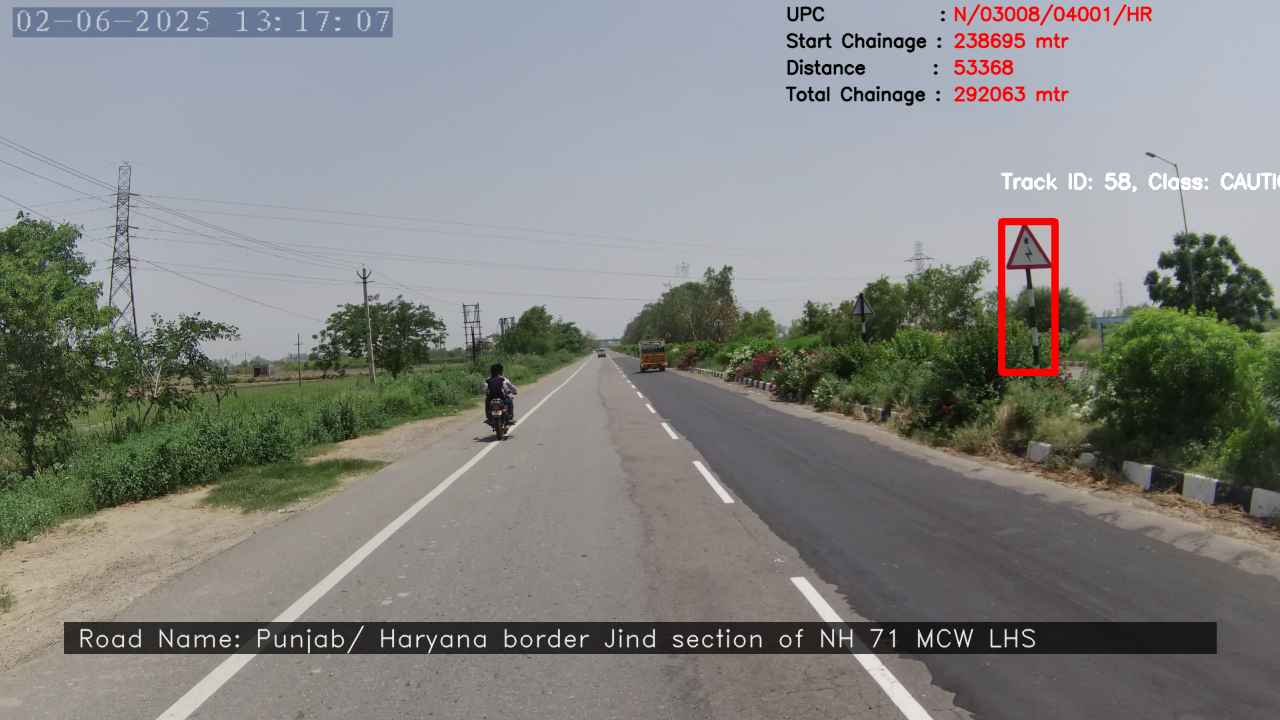 02-06-2025 13:17:07
UPC : N/03008/04001/HR
Start Chainage : 238695 mtr
Distance : 53368
Total Chainage : 292063 mtr
Track ID: 58, Class: CAUTI
Road Name: Punjab/ Haryana border Jind section of NH 71 MCW LHS